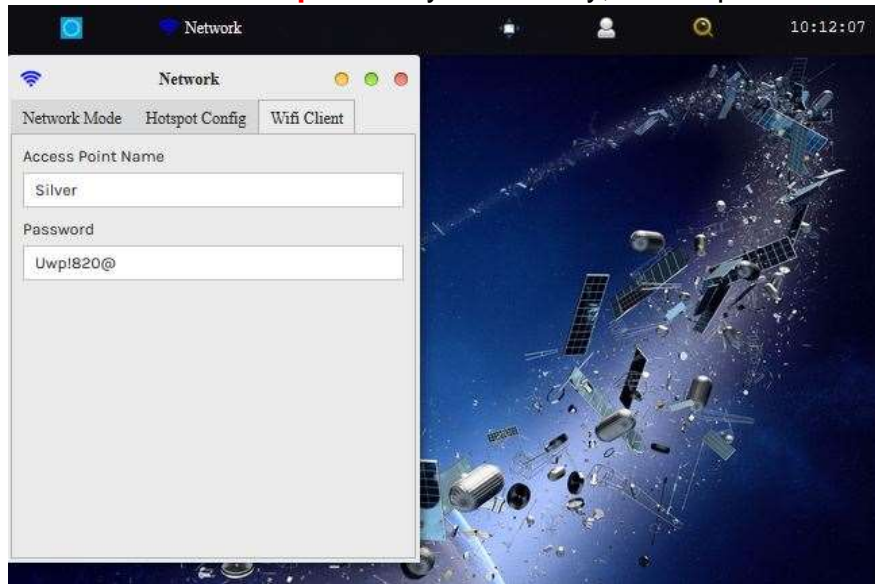 Network
10:12:07
Network
Network Mode Hotspot Config Wifi Client
Access Point Name
Silver
Password
Uwp!820@